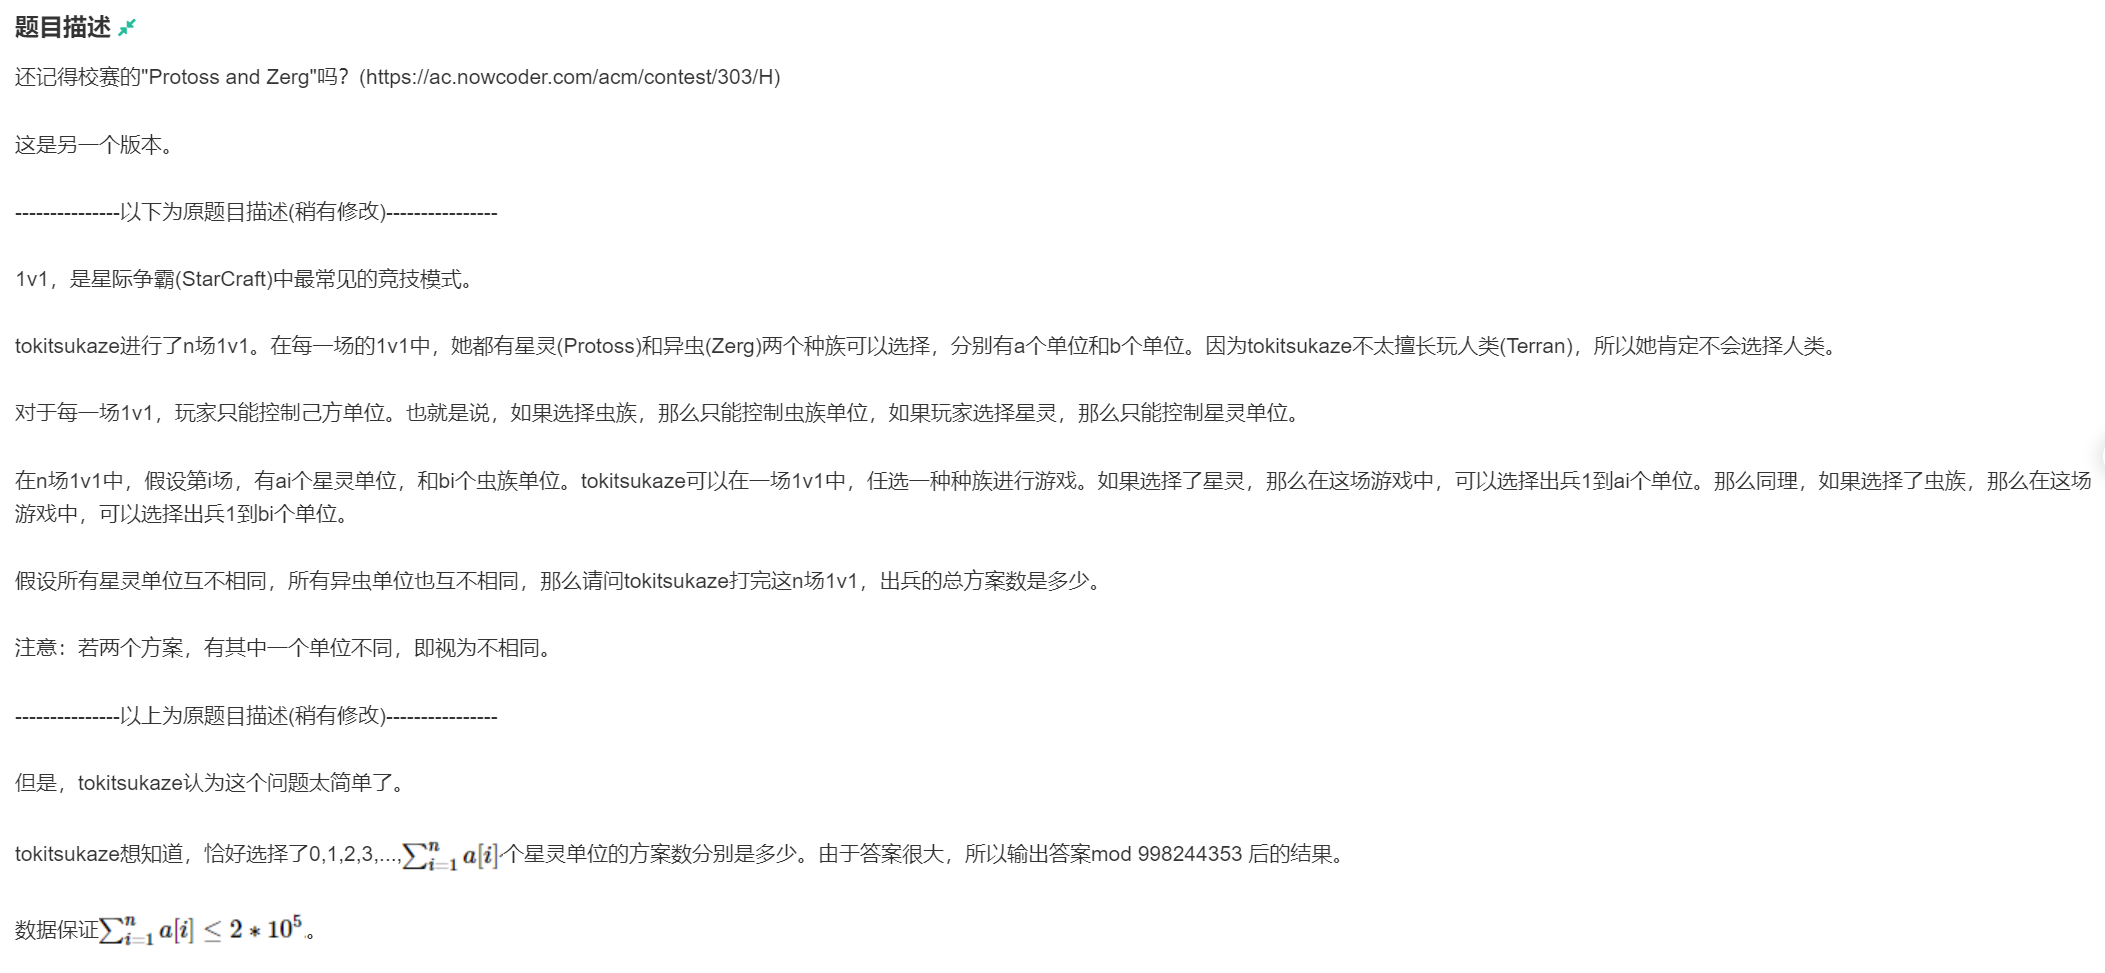 题目描述
还记得校赛的"Protoss and Zerg"吗？(https://ac.nowcoder.com/acm/contest/303/H)
这是另一个版本。
---------------以下为原题目描述(稍有修改)----------------
1v1，是星际争霸(StarCraft)中最常见的竞技模式。
tokitsukaze进行了n场1v1。在每一场的1v1中，她都有星灵(Protoss)和异虫(Zerg)两个种族可以选择，分别有a个单位和b个单位。因为tokitsukaze不太擅长玩人类(Terran)，所以她肯定不会选择人类。
对于每一场1v1，玩家只能控制己方单位。也就是说，如果选择虫族，那么只能控制虫族单位，如果玩家选择星灵，那么只能控制星灵单位。
在n场1v1中，假设第i场，有ai个星灵单位，和bi个虫族单位。tokitsukaze可以在一场1v1中，任选一种种族进行游戏。如果选择了星灵，那么在这场游戏中，可以选择出兵1到ai个单位。那么同理，如果选择了虫族，那么在这场
游戏中，可以选择出兵1到bi个单位。
假设所有星灵单位互不相同，所有异虫单位也互不相同，那么请问tokitsukaze打完这n场1v1，出兵的总方案数是多少。
注意：若两个方案，有其中一个单位不同，即视为不相同。
---------------以上为原题目描述(稍有修改)----------------
但是，tokitsukaze认为这个问题太简单了。
tokitsukaze想知道，恰好选择了0,1,2,3,...,∑_{i=1}^{n} a[i]个星灵单位的方案数分别是多少。由于答案很大，所以输出答案mod 998244353 后的结果。
数据保证∑_{i=1}^{n} a[i] ≤ 2 * 10^5。